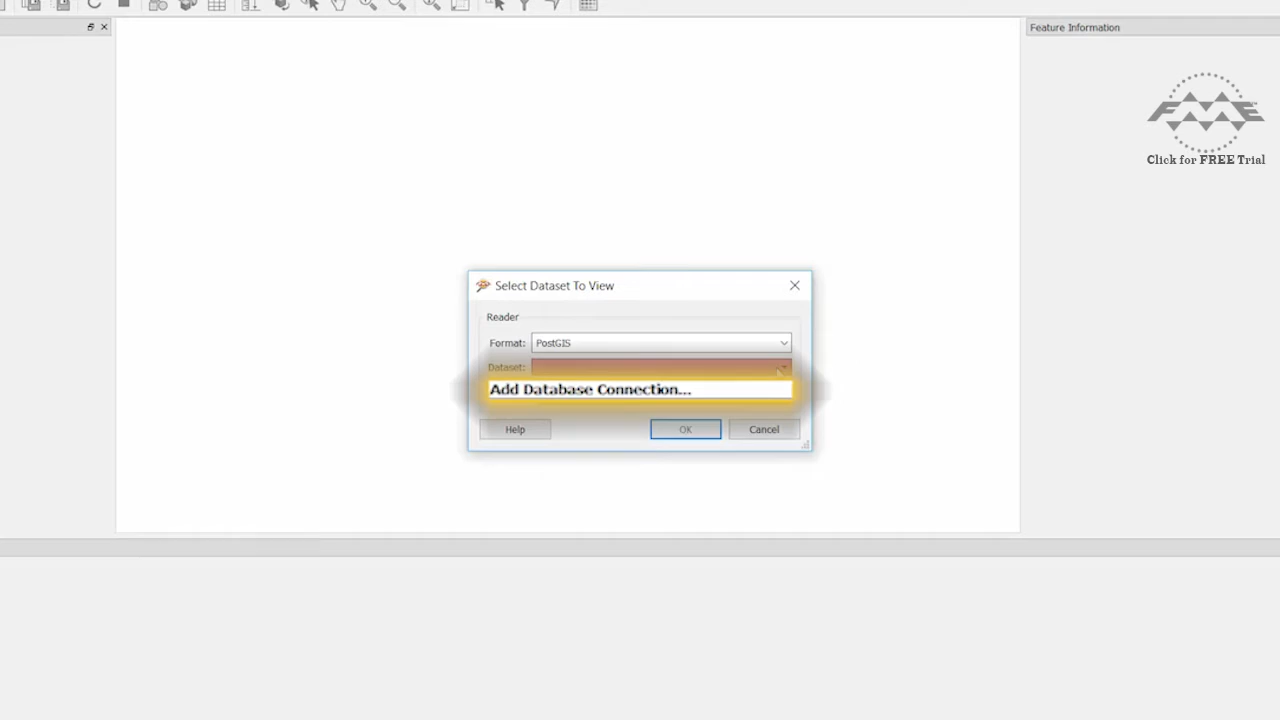 Feature Information
FME
Click for FREE Trial
Select Dataset To View
Reader
Format: PostGIS
Dataset:
Add Database Connection...
Help OK Cancel